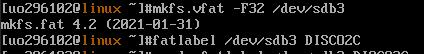 [uo296102@linux ~]#mkfs.vfat -F32 /dev/sdb3
mkfs.fat 4.2 (2021-01-31)
[uo296102@linux ~]#fatlabel /dev/sdb3 DISCO2C